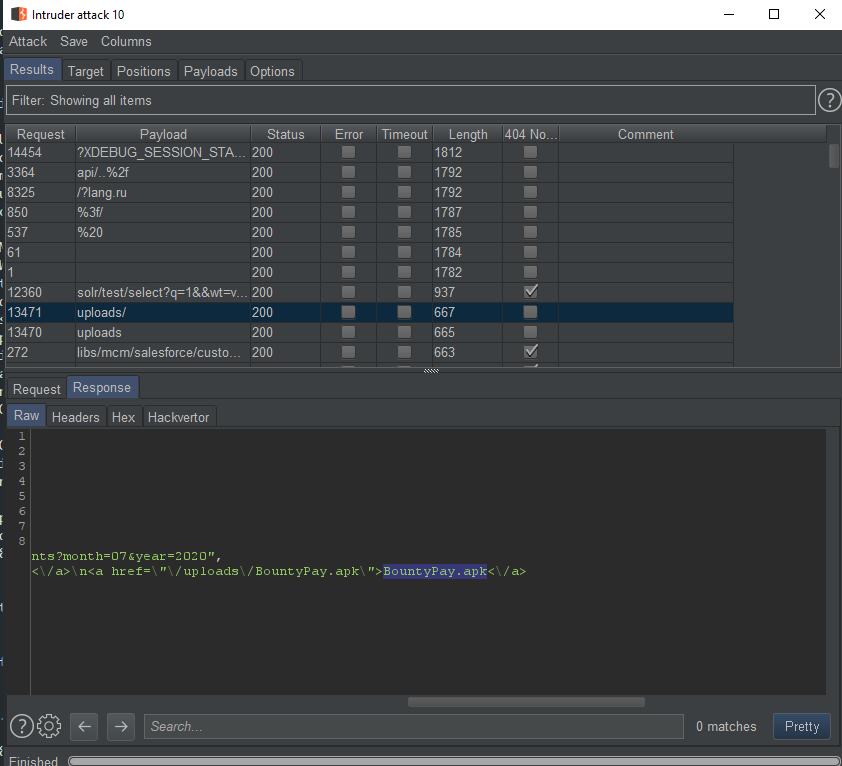 Intruder attack 10
Attack Save Columns
Results Target Positions Payloads Options
Filter: Showing all items ?
Request Payload Status Error Timeout Length 404 No... Comment
14454 ?XDEBUG_SESSION_STA... 200 1812
3364 api/..%2f 200 1792
8325 /?lang.ru 200 1792
850 %3f/ 200 1787
537 %20 200 1785
61 200 1784
1 200 1782
12360 solr/test/select?q=1&&wt=v... 200 937
13471 uploads/ 200 667
13470 uploads 200 665
272 libs/mcm/salesforce/custo... 200 663
Request Response
Raw Headers Hex Hackvertor
1
2
3
4
5
6
7
8
nts?month=07&year=2020",
<\/a>\n<a href=\"\/uploads\/BountyPay.apk\">BountyPay.apk<\/a>
? Search... 0 matches Pretty
Finished